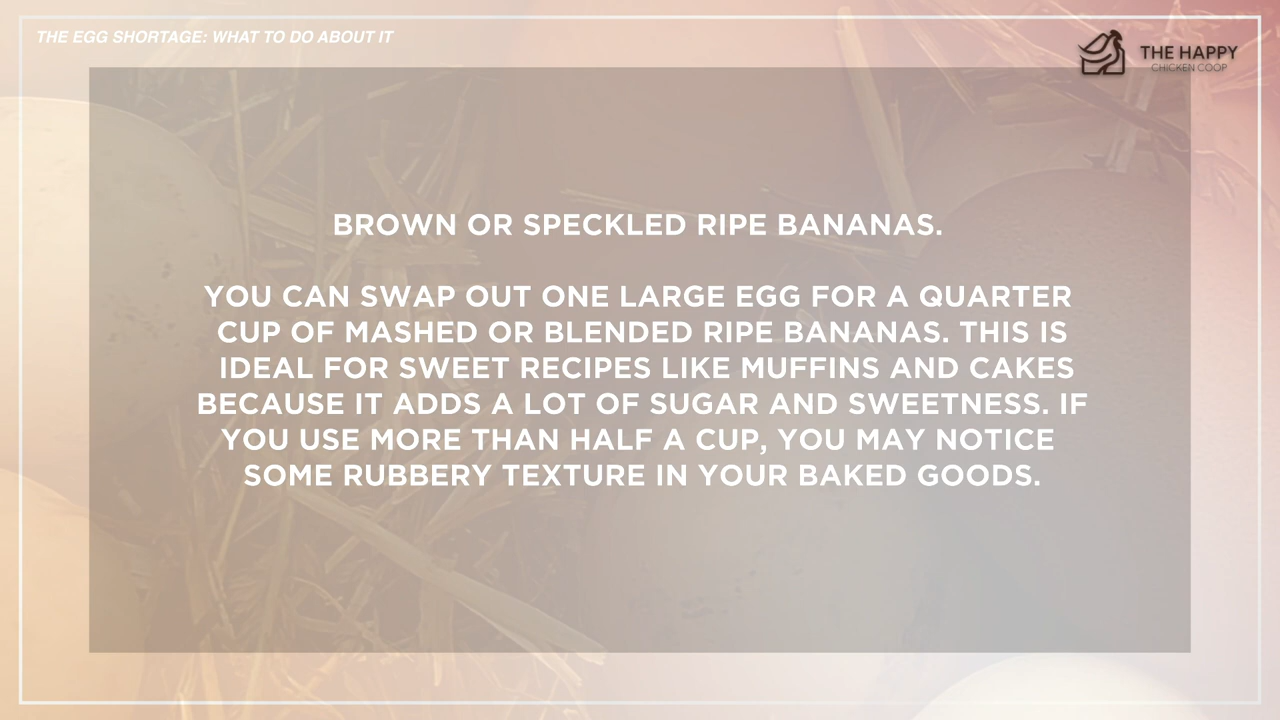 THE EGG SHORTAGE: WHAT TO DO ABOUT IT
THE HAPPY
CHICKEN COOP
BROWN OR SPECKLED RIPE BANANAS.
YOU CAN SWAP OUT ONE LARGE EGG FOR A QUARTER
CUP OF MASHED OR BLENDED RIPE BANANAS. THIS IS
IDEAL FOR SWEET RECIPES LIKE MUFFINS AND CAKES
BECAUSE IT ADDS A LOT OF SUGAR AND SWEETNESS. IF
YOU USE MORE THAN HALF A CUP, YOU MAY NOTICE
SOME RUBBERY TEXTURE IN YOUR BAKED GOODS.